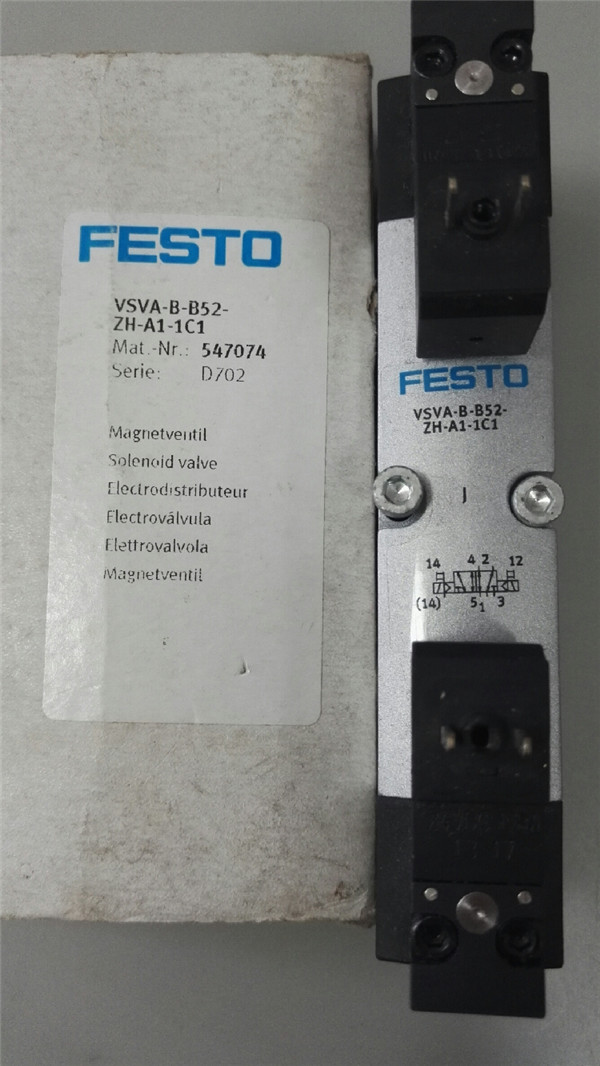 FESTO
VSVA-B-B52-
ZH-A1-1C1
Mat.-Nr.: 547074
Serie: D702
Magnetventil
Solenoid valve
Electrodistributeur
Electroválvula
Elettrovalvola
Magnetventil
FESTO
VSVA-B-B52-
ZH-A1-1C1
14 4 2 12
(14) 5 1 3